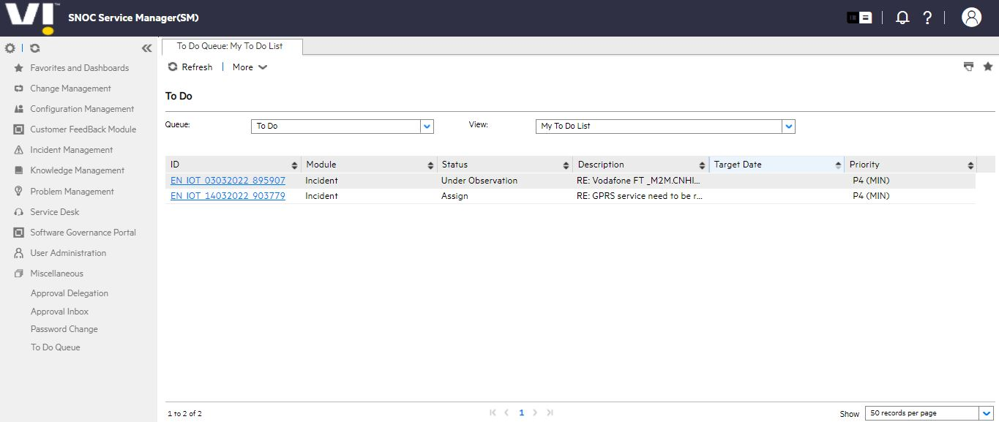 VI SNOC Service Manager(SM)
To Do Queue: My To Do List
Refresh More
Favorites and Dashboards
Change Management
Configuration Management
Customer FeedBack Module
Incident Management
Knowledge Management
Problem Management
Service Desk
Software Governance Portal
User Administration
Miscellaneous
Approval Delegation
Approval Inbox
Password Change
To Do Queue
To Do
Queue: To Do View: My To Do List
ID Module Status Description Target Date Priority
EN_IOT_03032022_895907 Incident Under Observation RE: Vodafone FT _M2M.CNHI... P4 (MIN)
EN_IOT_14032022_903779 Incident Assign RE: GPRS service need to be r... P4 (MIN)
1 to 2 of 2 1 Show 50 records per page